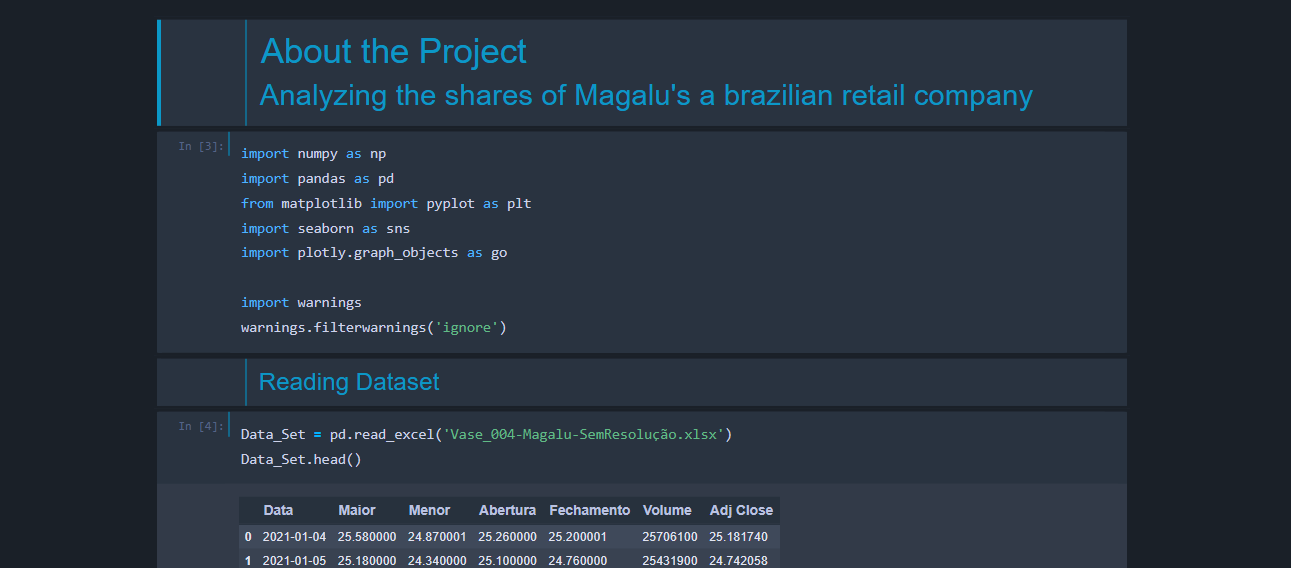 About the Project
Analyzing the shares of Magalu's a brazilian retail company
In [3]:
import numpy as np
import pandas as pd
from matplotlib import pyplot as plt
import seaborn as sns
import plotly.graph_objects as go
import warnings
warnings.filterwarnings('ignore')
Reading Dataset
In [4]:
Data_Set = pd.read_excel('Vase_004-Magalu-SemResolução.xlsx')
Data_Set.head()
Data Maior Menor Abertura Fechamento Volume Adj Close
0 2021-01-04 25.580000 24.870001 25.260000 25.200001 25706100 25.181740
1 2021-01-05 25.180000 24.340000 25.100000 24.760000 25431900 24.742058